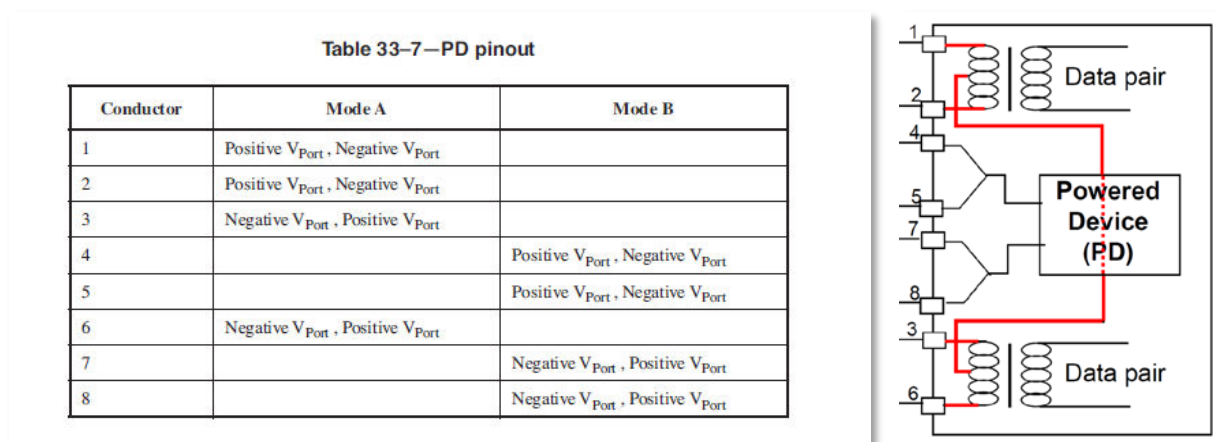 Table 33–7—PD pinout
Conductor Mode A Mode B
1 Positive VPort , Negative VPort
2 Positive VPort , Negative VPort
3 Negative VPort , Positive VPort
4 Positive VPort , Negative VPort
5 Positive VPort , Negative VPort
6 Negative VPort , Positive VPort
7 Negative VPort , Positive VPort
8 Negative VPort , Positive VPort
1
Data pair
2
4
Powered
5
Device
7
(PD)
8
3
Data pair
6